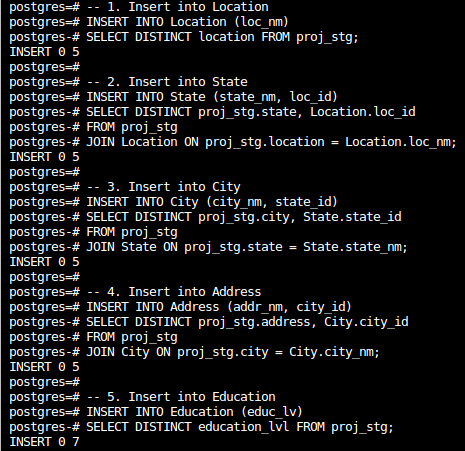 postgres=# -- 1. Insert into Location
postgres=# INSERT INTO Location (loc_nm)
postgres-# SELECT DISTINCT location FROM proj_stg;
INSERT 0 5
postgres=#
postgres=# -- 2. Insert into State
postgres=# INSERT INTO State (state_nm, loc_id)
postgres-# SELECT DISTINCT proj_stg.state, Location.loc_id
postgres-# FROM proj_stg
postgres-# JOIN Location ON proj_stg.location = Location.loc_nm;
INSERT 0 5
postgres=#
postgres=# -- 3. Insert into City
postgres=# INSERT INTO City (city_nm, state_id)
postgres-# SELECT DISTINCT proj_stg.city, State.state_id
postgres-# FROM proj_stg
postgres-# JOIN State ON proj_stg.state = State.state_nm;
INSERT 0 5
postgres=#
postgres=# -- 4. Insert into Address
postgres=# INSERT INTO Address (addr_nm, city_id)
postgres-# SELECT DISTINCT proj_stg.address, City.city_id
postgres-# FROM proj_stg
postgres-# JOIN City ON proj_stg.city = City.city_nm;
INSERT 0 5
postgres=#
postgres=# -- 5. Insert into Education
postgres=# INSERT INTO Education (educ_lv)
postgres-# SELECT DISTINCT education_lvl FROM proj_stg;
INSERT 0 7